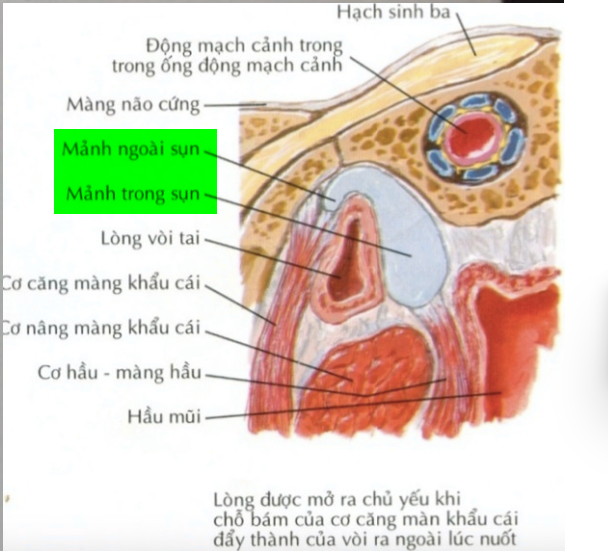 Hạch sinh ba
Động mạch cảnh trong
trong ống động mạch cảnh
Màng não cứng
Mảnh ngoài sụn
Mảnh trong sụn
Lòng vòi tai
Cơ căng màng khẩu cái
Cơ nâng màng khẩu cái
Cơ hầu - màng hầu
Hầu mũi
Lòng được mở ra chủ yếu khi
chỗ bám của cơ căng màn khẩu cái
đẩy thành của vòi ra ngoài lúc nuốt